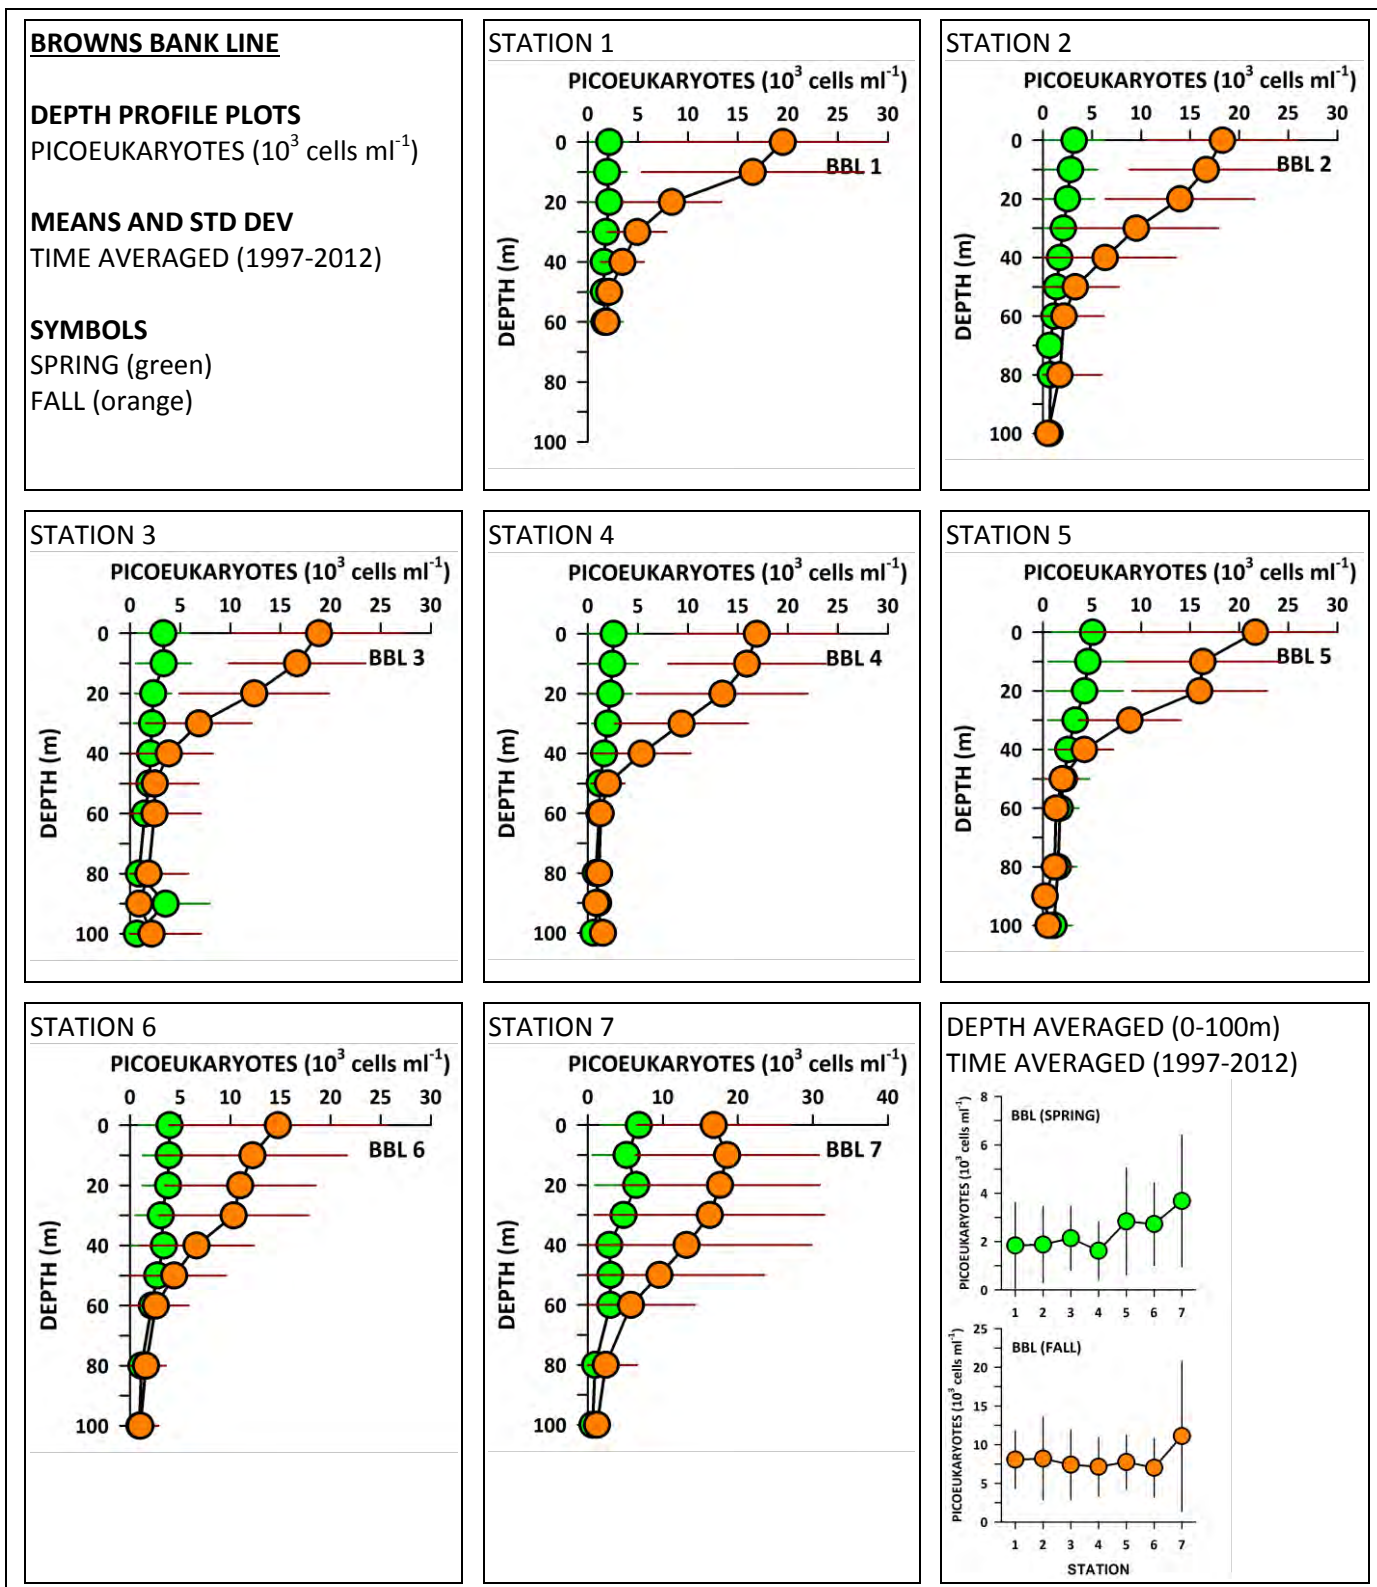 BROWNS BANK LINE
DEPTH PROFILE PLOTS
PICOEUKARYOTES (10³ cells ml⁻¹)
MEANS AND STD DEV
TIME AVERAGED (1997-2012)
SYMBOLS
SPRING (green)
FALL (orange)
STATION 1
PICOEUKARYOTES (10³ cells ml⁻¹)
0 5 10 15 20 25 30
BBL 1
DEPTH (m)
0
20
40
60
80
100
STATION 2
PICOEUKARYOTES (10³ cells ml⁻¹)
0 5 10 15 20 25 30
BBL 2
DEPTH (m)
0
20
40
60
80
100
STATION 3
PICOEUKARYOTES (10³ cells ml⁻¹)
0 5 10 15 20 25 30
BBL 3
DEPTH (m)
0
20
40
60
80
100
STATION 4
PICOEUKARYOTES (10³ cells ml⁻¹)
0 5 10 15 20 25 30
BBL 4
DEPTH (m)
0
20
40
60
80
100
STATION 5
PICOEUKARYOTES (10³ cells ml⁻¹)
0 5 10 15 20 25 30
BBL 5
DEPTH (m)
0
20
40
60
80
100
STATION 6
PICOEUKARYOTES (10³ cells ml⁻¹)
0 5 10 15 20 25 30
BBL 6
DEPTH (m)
0
20
40
60
80
100
STATION 7
PICOEUKARYOTES (10³ cells ml⁻¹)
0 10 20 30 40
BBL 7
DEPTH (m)
0
20
40
60
80
100
DEPTH AVERAGED (0-100m)
TIME AVERAGED (1997-2012)
BBL (SPRING)
PICOEUKARYOTES (10³ cells ml⁻¹)
8
6
4
2
0
1 2 3 4 5 6 7
BBL (FALL)
PICOEUKARYOTES (10³ cells ml⁻¹)
25
20
15
10
5
0
1 2 3 4 5 6 7
STATION